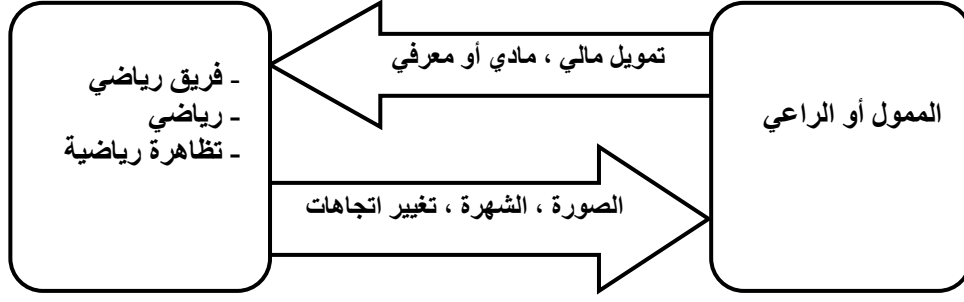 الممول أو الراعي
تمويل مالي ، مادي أو معرفي
- فريق رياضي
- رياضي
- تظاهرة رياضية
الصورة ، الشهرة ، تغيير اتجاهات